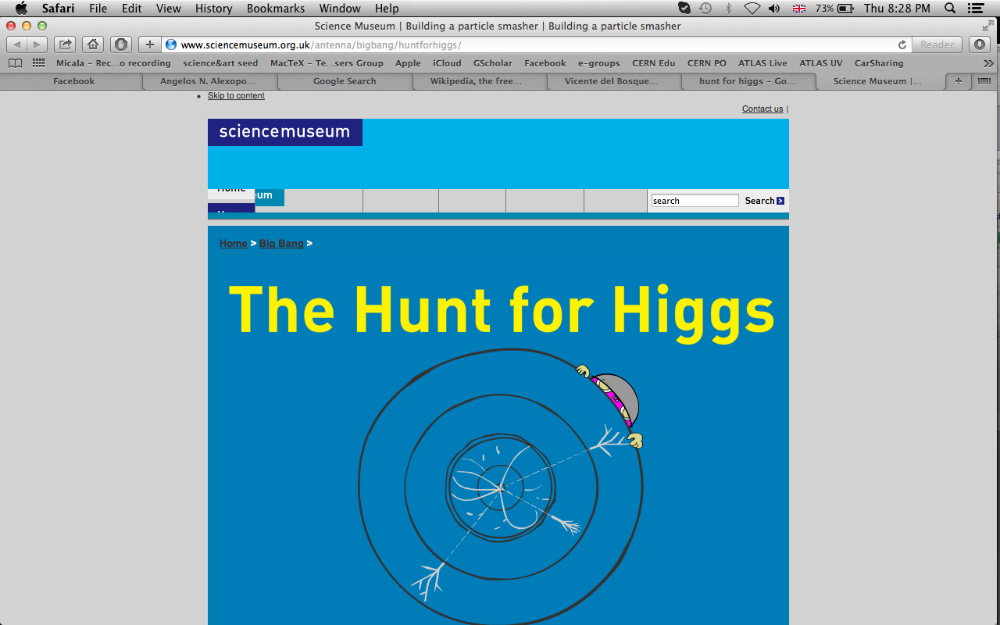 Safari File Edit View History Bookmarks Window Help 73% Thu 8:28 PM
Science Museum | Building a particle smasher | Building a particle smasher
www.sciencemuseum.org.uk/antenna/bigbang/huntforhiggs/ Reader
Micala – Rec...o recording science&art seed MacTeX – Te...sers Group Apple iCloud GScholar Facebook e-groups CERN Edu CERN PO ATLAS Live ATLAS UV CarSharing
Facebook Angelos N. Alexopo... Google Search Wikipedia, the free... Vicente del Bosque... hunt for higgs – Go... Science Museum |...
Skip to content
Contact us |
sciencemuseum
Home um search Search
Home > Big Bang >
The Hunt for Higgs